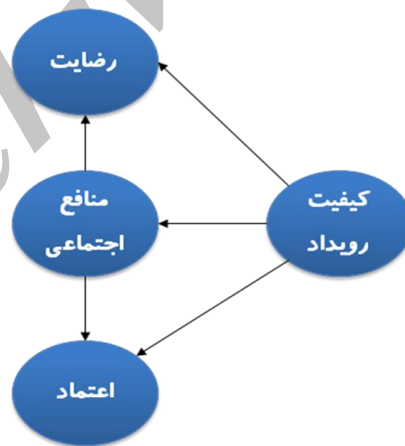 رضایت
منافع
اجتماعی
کیفیت
رویداد
اعتماد